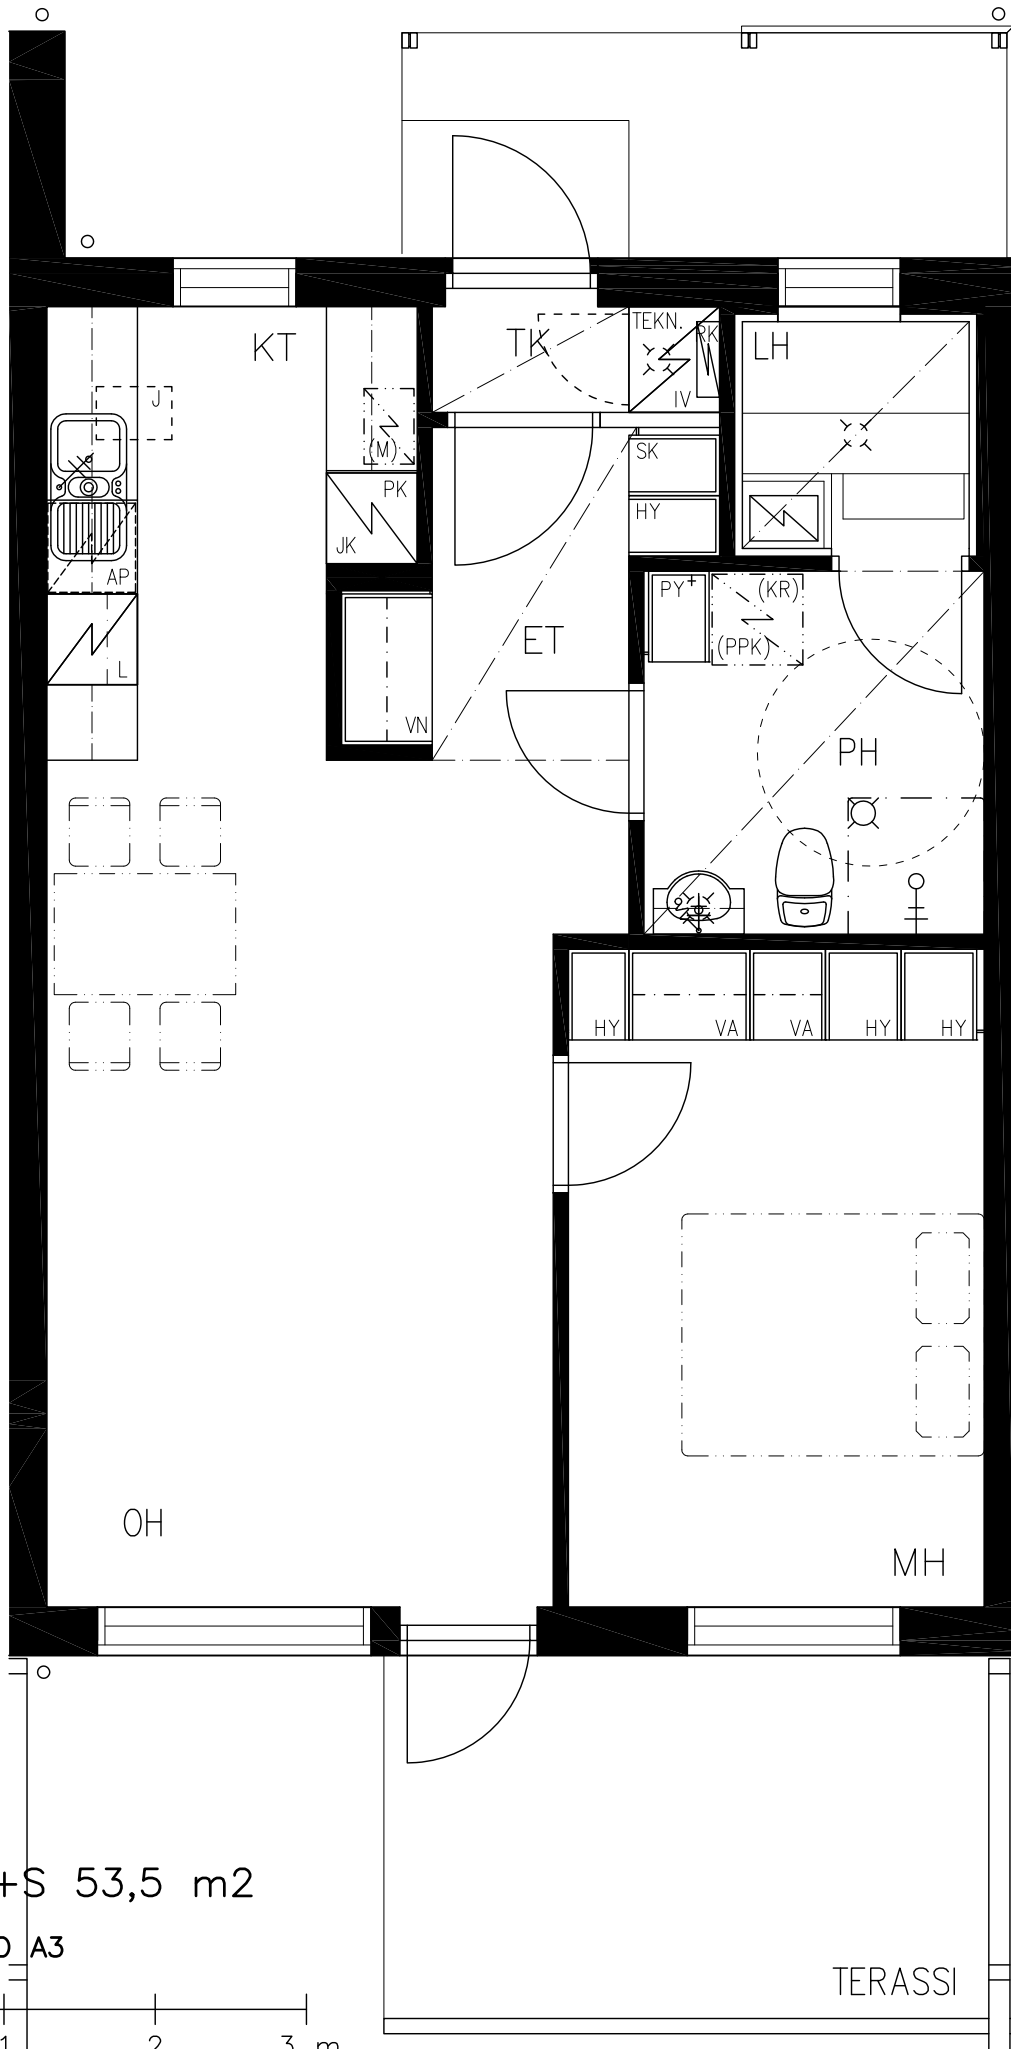 KT
TK
TEKN.
RK
LH
IV
J
(M)
SK
PK
HY
JK
AP
PY
(KR)
ET
(PPK)
L
VN
PH
HY
VA
VA
HY
HY
OH
MH
+S 53,5 m2
A3
TERASSI
1 2 3 m